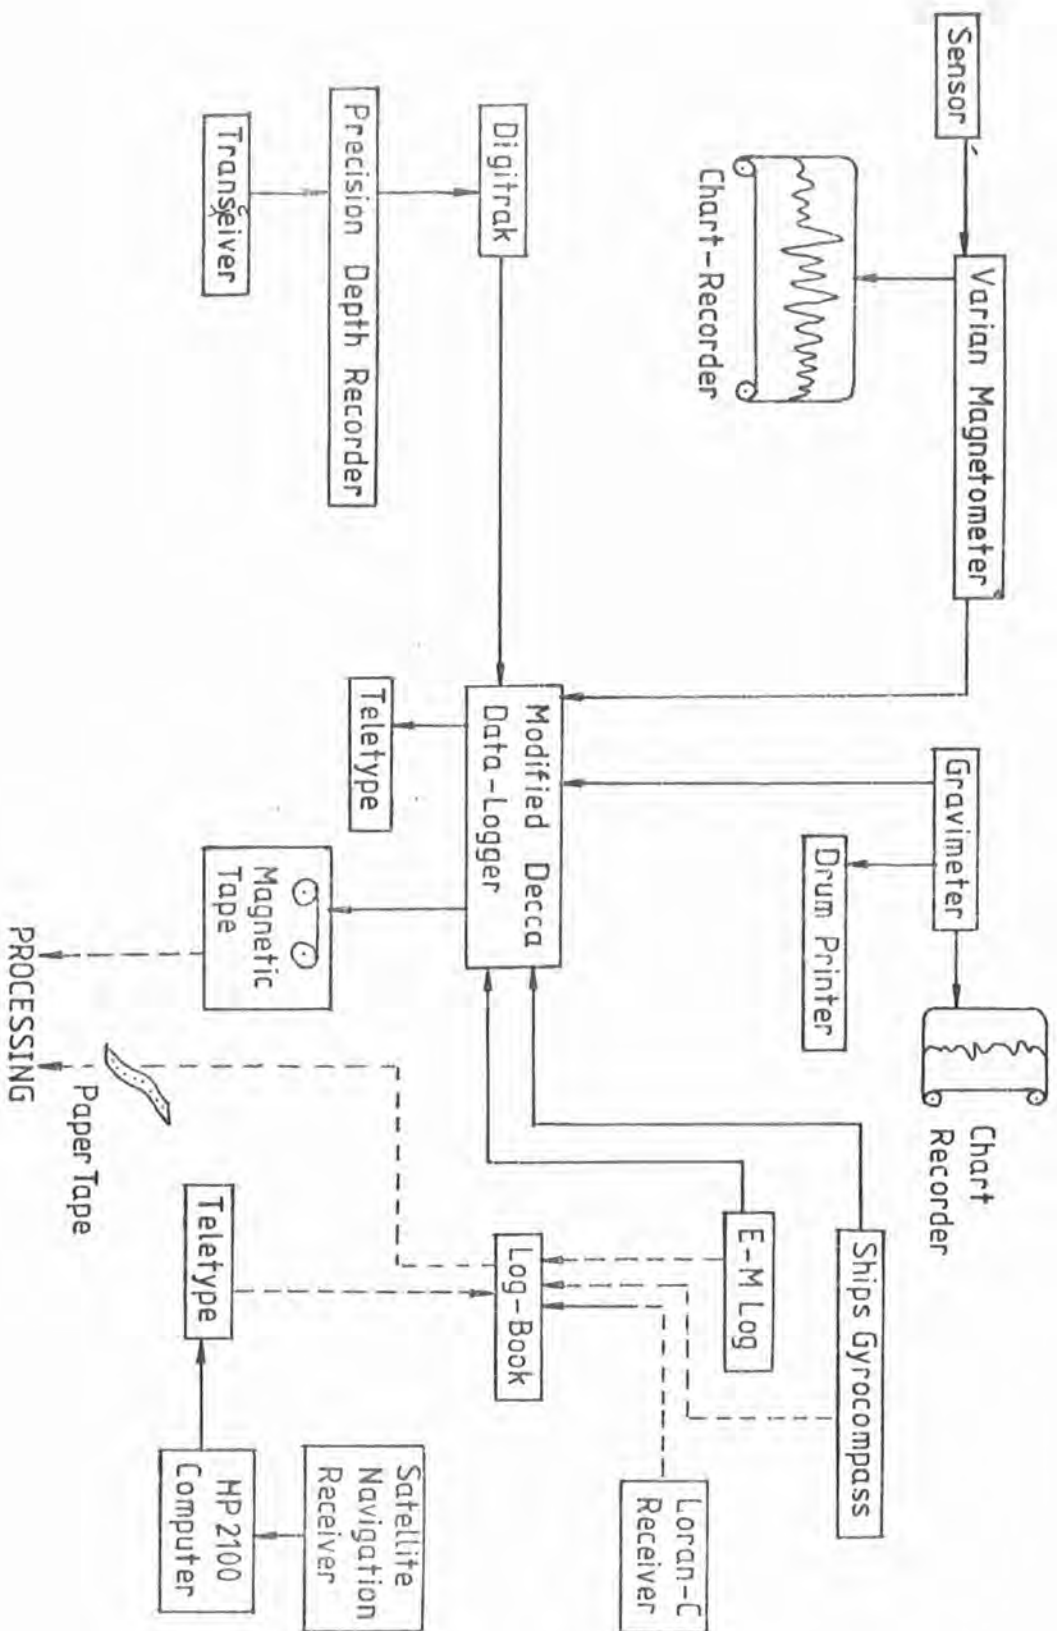 Sensor
Varian Magnetometer
Gravimeter
Chart
Recorder
Chart-Recorder
Drum Printer
Ships Gyrocompass
E-M Log
Loran-C
Receiver
Digitrak
Modified Decca
Data-Logger
Log-Book
Precision Depth Recorder
Teletype
Satellite
Navigation
Receiver
Transeiver
c
Magnetic
Tape
Teletype
HP 2100
Computer
Paper Tape
PROCESSING